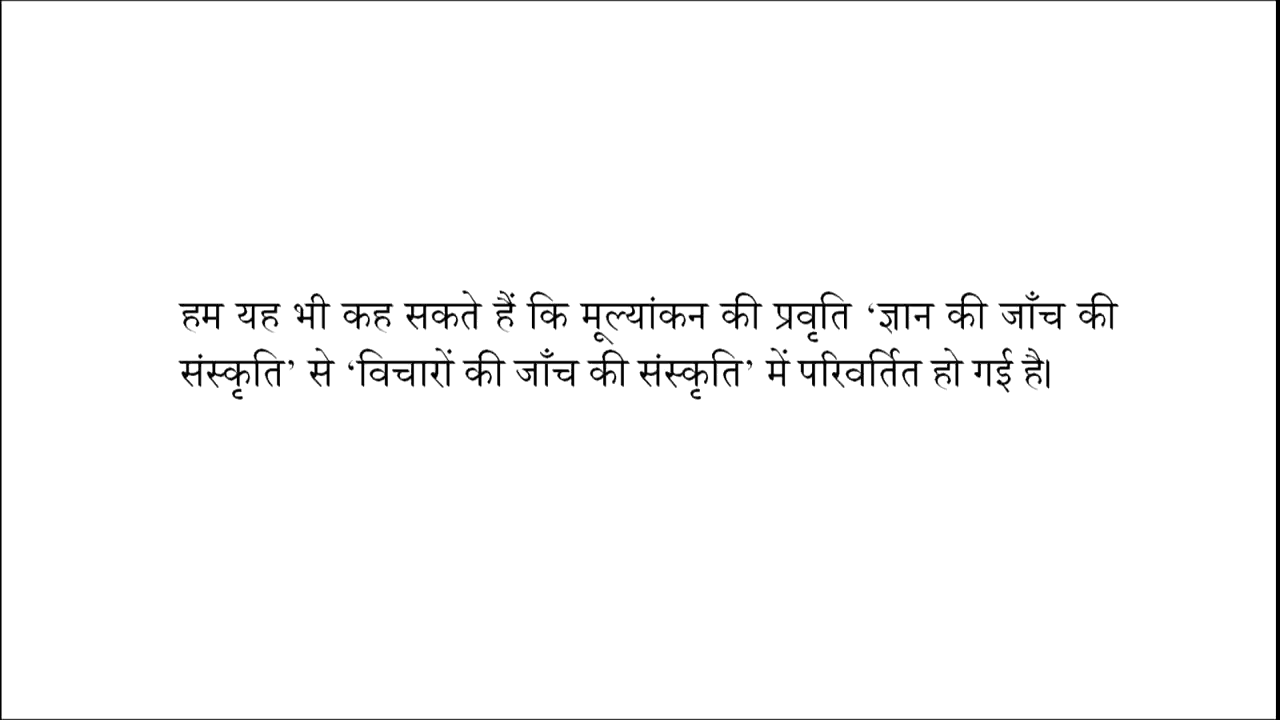 हम यह भी कह सकते हैं कि मूल्यांकन की प्रवृति ‘ज्ञान की जाँच की
संस्कृति’ से ‘विचारों की जाँच की संस्कृति’ में परिवर्तित हो गई है।